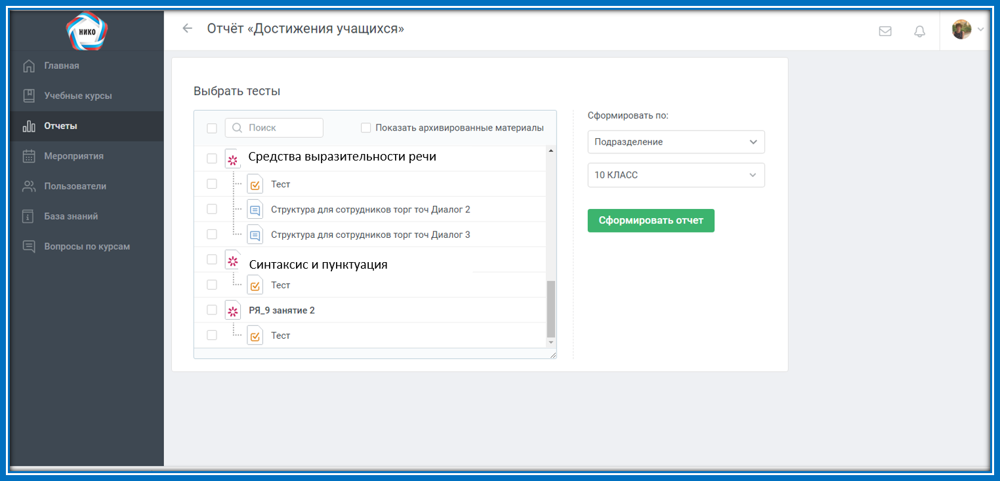 НИКО
Отчёт «Достижения учащихся»
Главная
Учебные курсы
Отчеты
Мероприятия
Пользователи
База знаний
Вопросы по курсам
Выбрать тесты
Поиск
Показать архивированные материалы
Средства выразительности речи
Тест
Структура для сотрудников торг точ Диалог 2
Структура для сотрудников торг точ Диалог 3
Синтаксис и пунктуация
Тест
РЯ_9 занятие 2
Тест
Сформировать по:
Подразделение
10 КЛАСС
Сформировать отчет